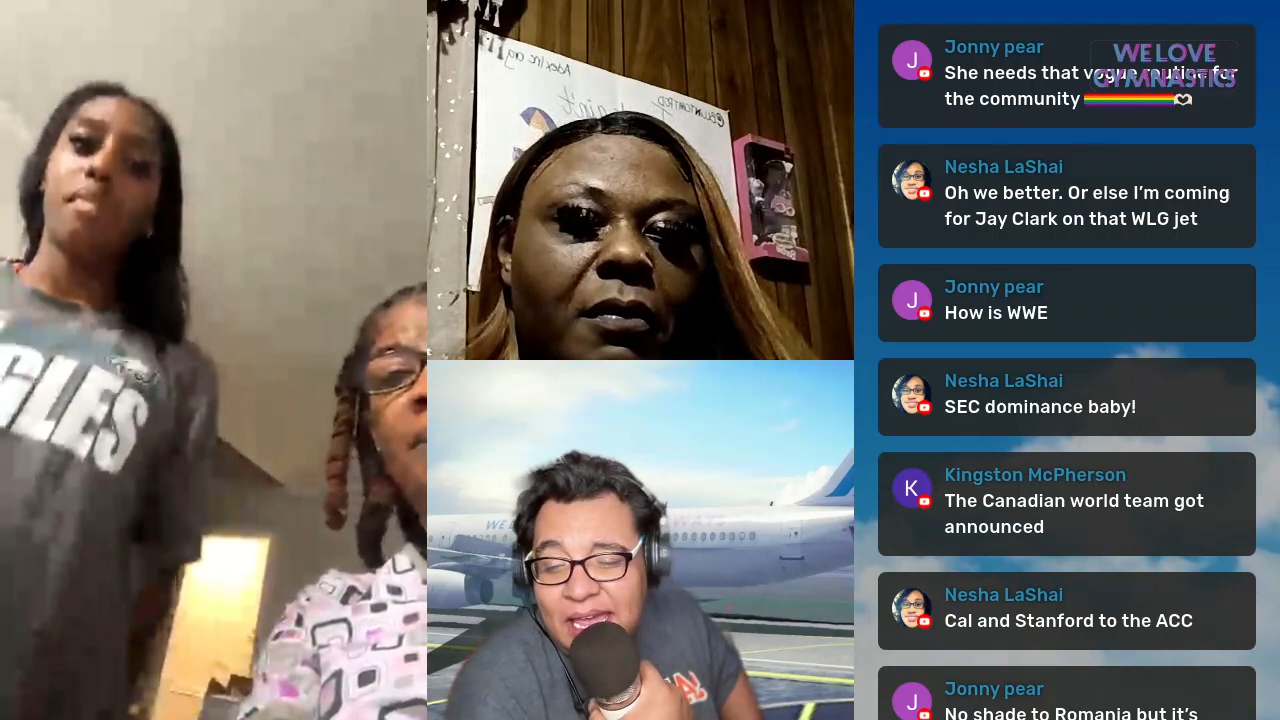 GLES
@BLUNTOMTRD
WE LOVE
GYMNASTICS
Jonny pear
She needs that vogue routine for
the community
Nesha LaShai
Oh we better. Or else I'm coming
for Jay Clark on that WLG jet
Jonny pear
How is WWE
Nesha LaShai
SEC dominance baby!
Kingston McPherson
The Canadian world team got
announced
Nesha LaShai
Cal and Stanford to the ACC
Jonny pear
No shade to Romania but it's